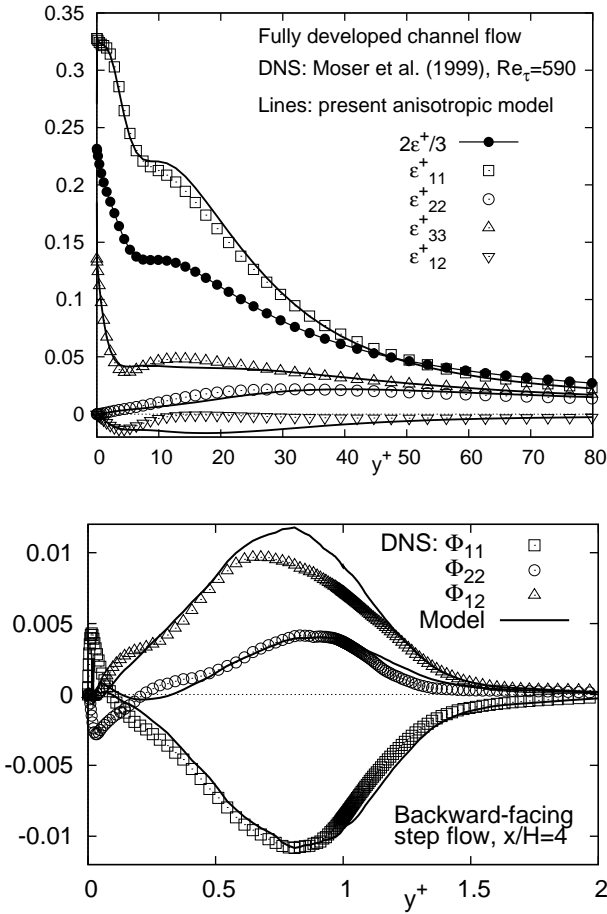 Fully developed channel flow
DNS: Moser et al. (1999), Reτ=590
Lines: present anisotropic model
2ε+/3
ε+11
ε+22
ε+33
ε+12
0.35
0.3
0.25
0.2
0.15
0.1
0.05
0
0 10 20 30 40 50 60 70 80
y+
DNS: Φ11
Φ22
Φ12
Model
0.01
0.005
0
-0.005
-0.01
Backward-facing
step flow, x/H=4
0 0.5 1 1.5 2
y+